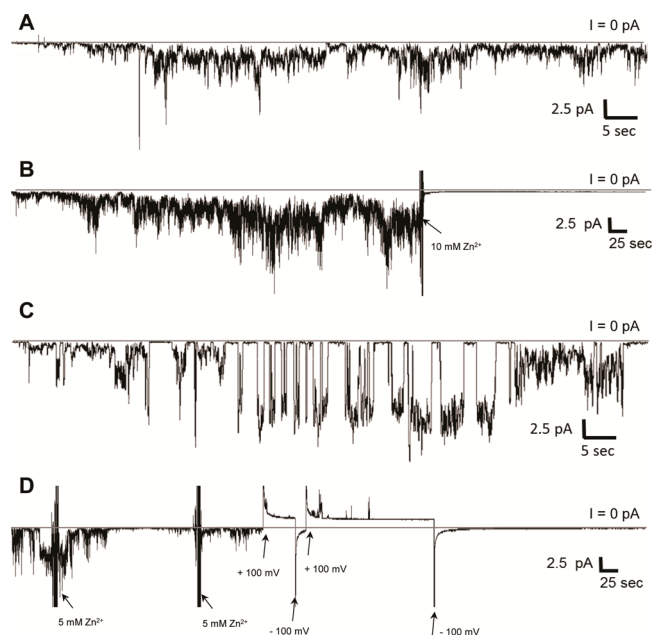 A
I = 0 pA
2.5 pA
5 sec
B
I = 0 pA
10 mM Zn²⁺
2.5 pA
25 sec
C
I = 0 pA
2.5 pA
5 sec
D
I = 0 pA
2.5 pA
25 sec
+ 100 mV
+ 100 mV
5 mM Zn²⁺
5 mM Zn²⁺
- 100 mV
- 100 mV